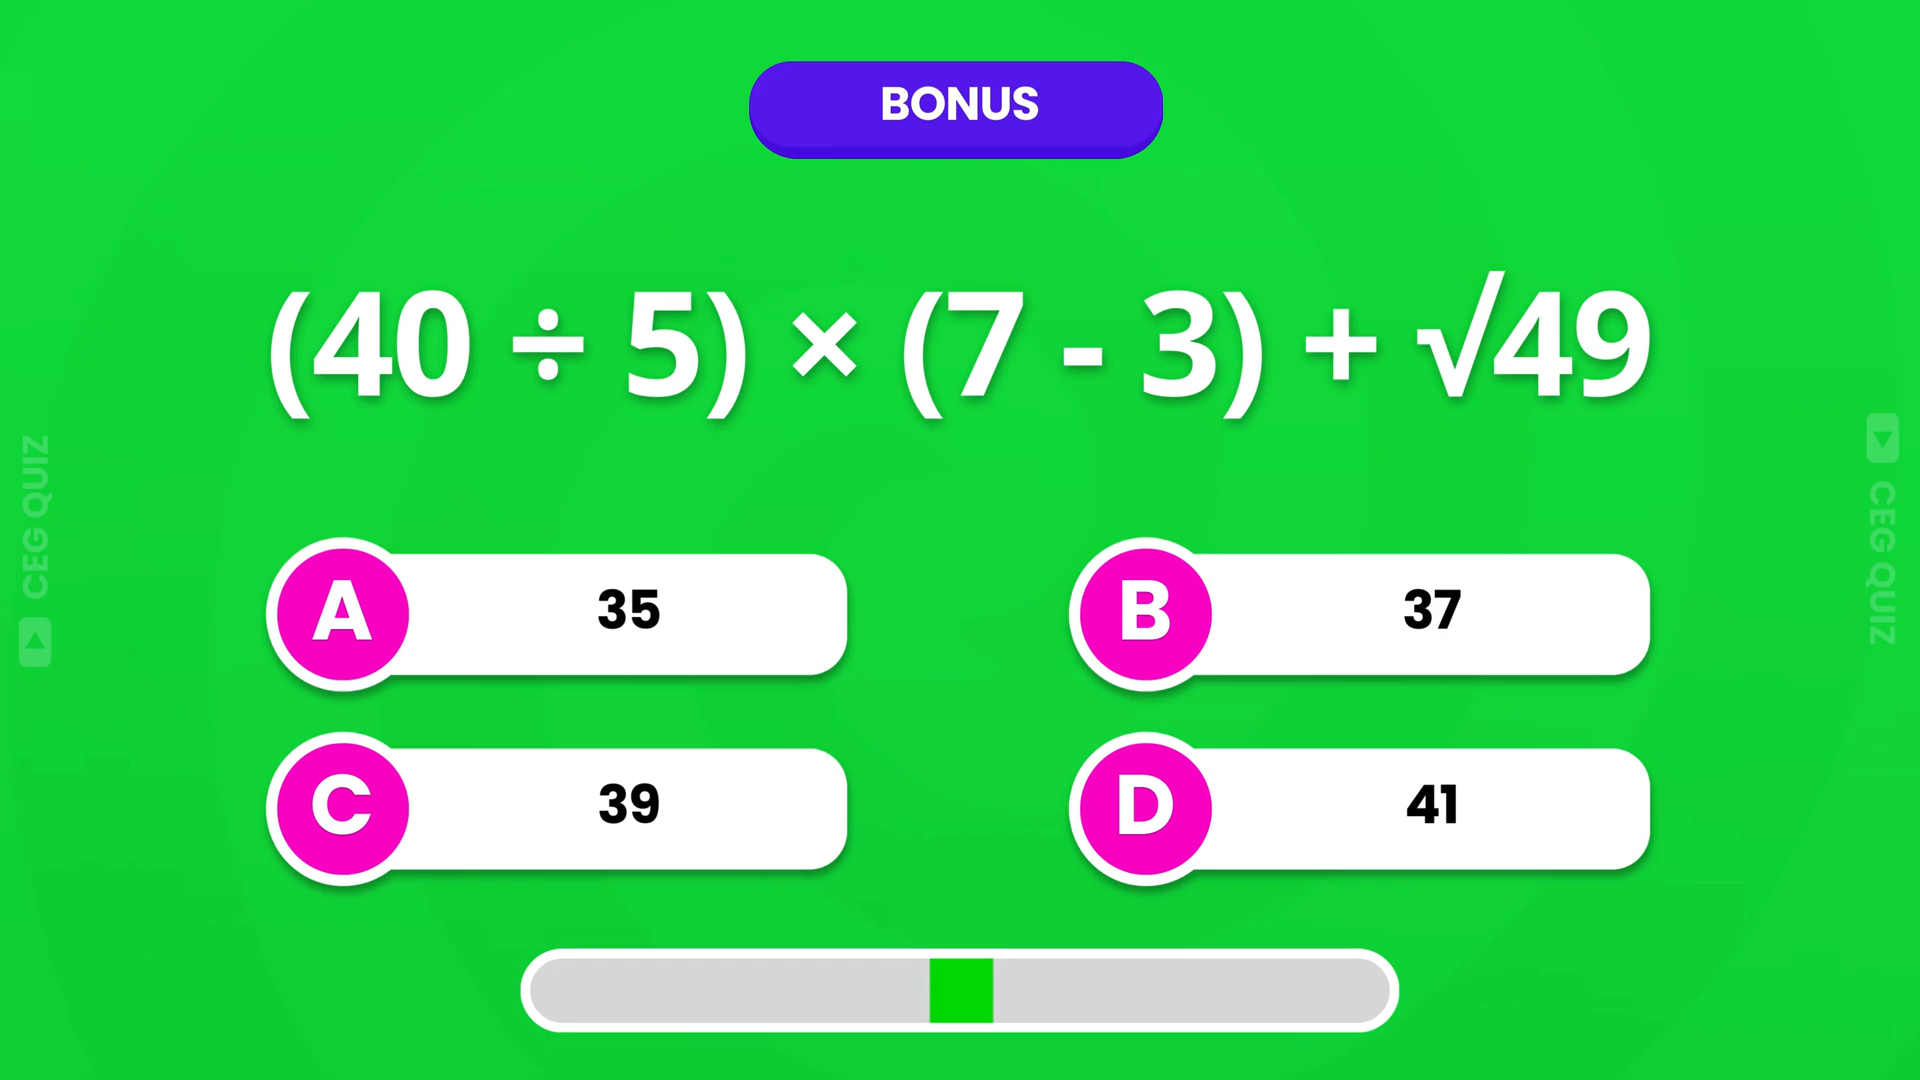 BONUS
(40 ÷ 5) × (7 - 3) + √49
A 35
B 37
C 39
D 41
CEG QUIZ
CEG QUIZ